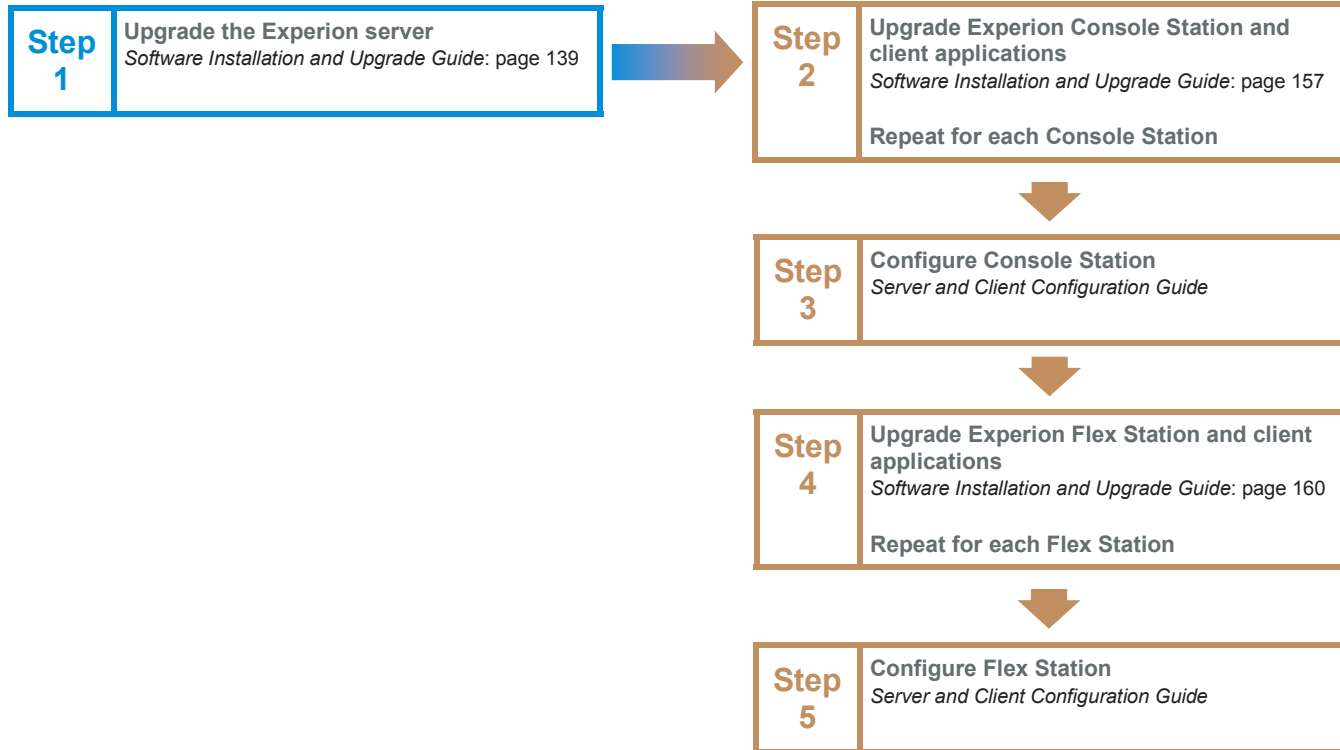 Step
1
Upgrade the Experion server
Software Installation and Upgrade Guide: page 139
Step
2
Upgrade Experion Console Station and
client applications
Software Installation and Upgrade Guide: page 157
Repeat for each Console Station
Step
3
Configure Console Station
Server and Client Configuration Guide
Step
4
Upgrade Experion Flex Station and client
applications
Software Installation and Upgrade Guide: page 160
Repeat for each Flex Station
Step
5
Configure Flex Station
Server and Client Configuration Guide